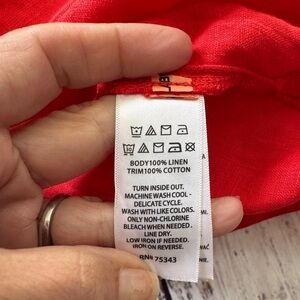 BODY100% LINEN
TRIM100% COTTON
TURN INSIDE OUT.
MACHINE WASH COOL -
DELICATE CYCLE.
WASH WITH LIKE COLORS.
ONLY NON-CHLORINE
BLEACH WHEN NEEDED.
LINE DRY.
LOW IRON IF NEEDED.
IRON ON REVERSE.
RN# 75343